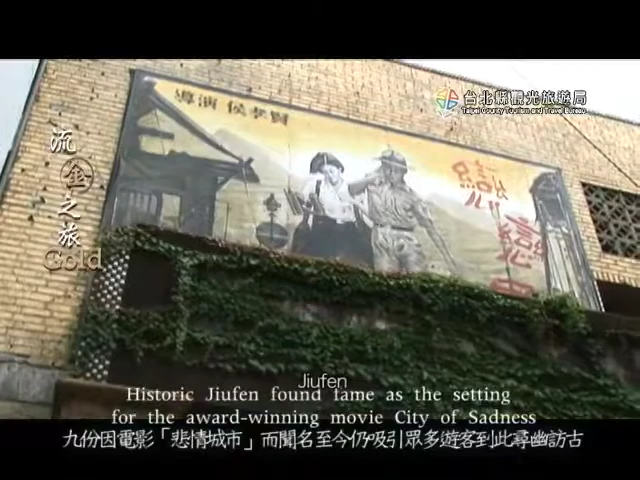 台北縣觀光旅遊局
Taipei County Tourism and Travel Bureau
導演 侯孝賢
流金之旅
Gold
Jiufen
Historic Jiufen found fame as the setting
for the award-winning movie City of Sadness
九份因電影「悲情城市」而聞名至今仍吸引眾多遊客到此尋幽訪古